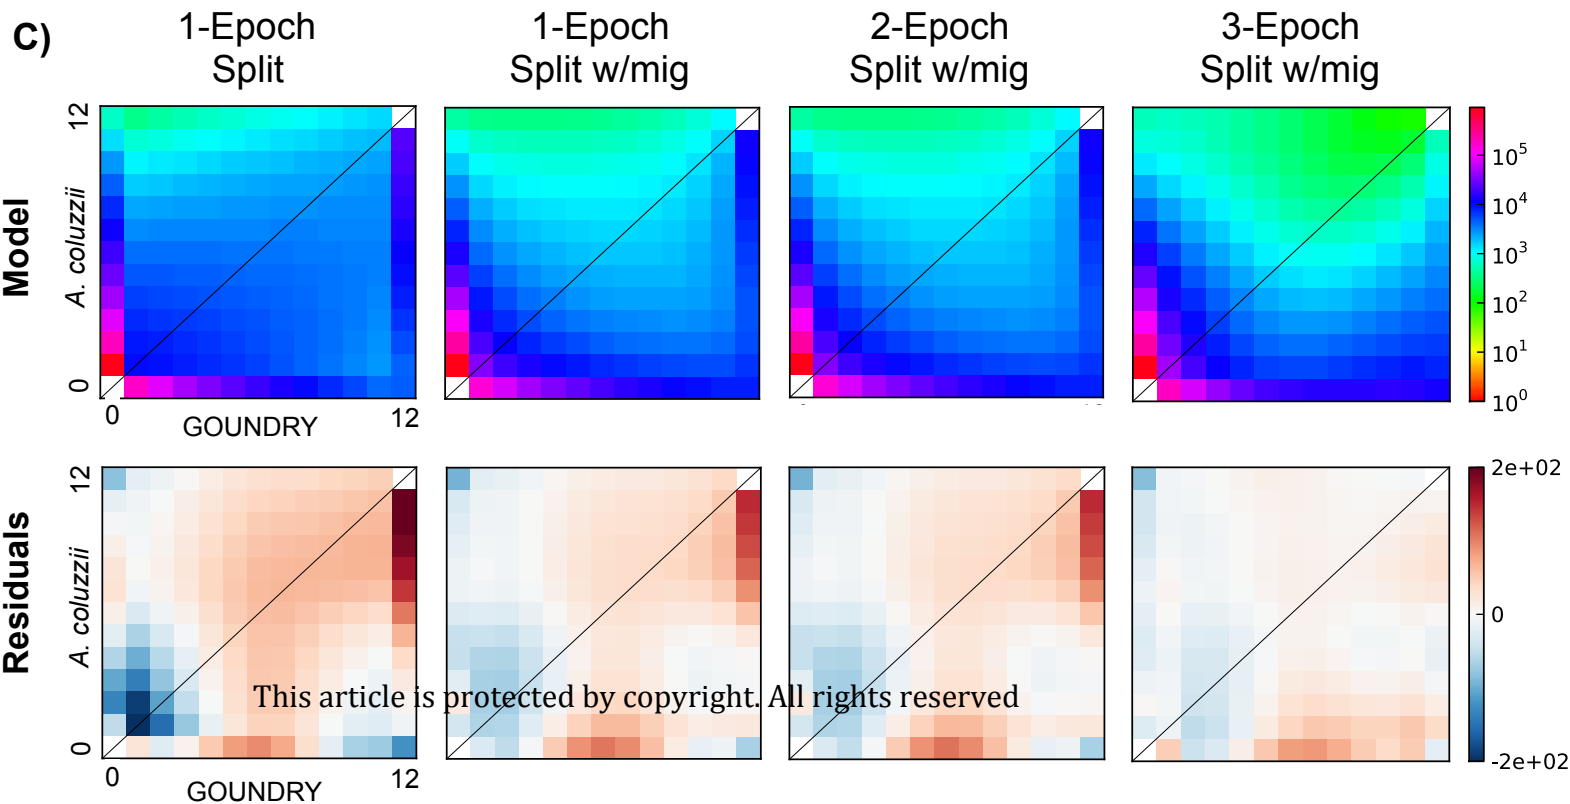 C)
1-Epoch
Split
1-Epoch
Split w/mig
2-Epoch
Split w/mig
3-Epoch
Split w/mig
Model
A. coluzzii
12
0
0
12
GOUNDRY
10^5
10^4
10^3
10^2
10^1
10^0
Residuals
A. coluzzii
12
0
0
12
GOUNDRY
2e+02
0
-2e+02
This article is protected by copyright. All rights reserved